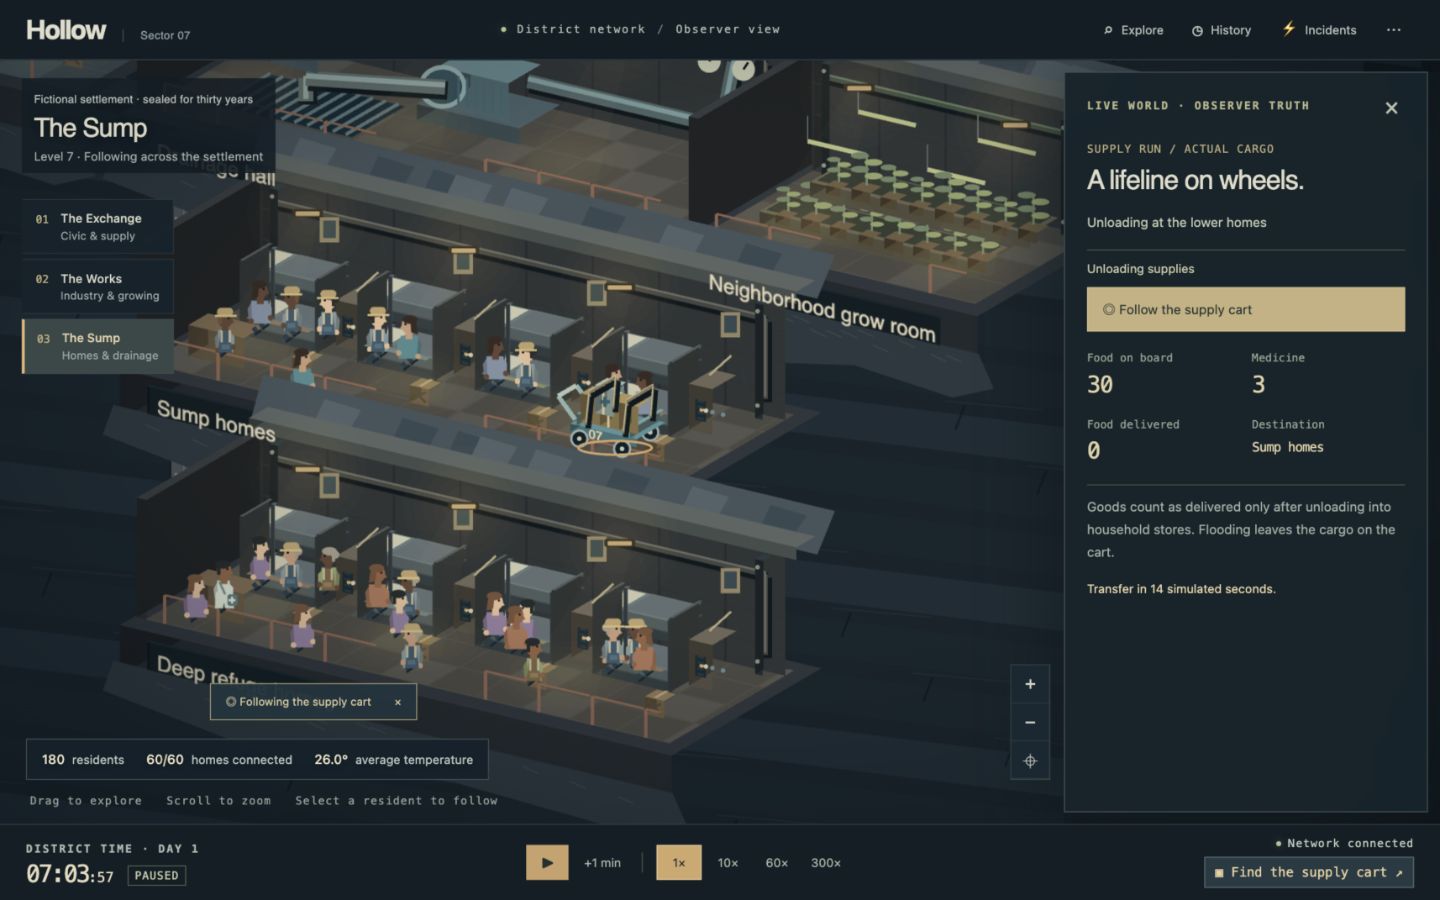 Hollow
Sector 07
District network / Observer view
Explore
History
Incidents
Fictional settlement · sealed for thirty years
The Sump
Level 7 · Following across the settlement
hall
01 The Exchange
Civic & supply
02 The Works
Industry & growing
03 The Sump
Homes & drainage
Neighborhood grow room
Sump homes
07
Deep
Following the supply cart ×
180 residents 60/60 homes connected 26.0° average temperature
Drag to explore Scroll to zoom Select a resident to follow
LIVE WORLD · OBSERVER TRUTH
SUPPLY RUN / ACTUAL CARGO
A lifeline on wheels.
Unloading at the lower homes
Unloading supplies
◎ Follow the supply cart
Food on board
30
Medicine
3
Food delivered
0
Destination
Sump homes
Goods count as delivered only after unloading into
household stores. Flooding leaves the cargo on the
cart.
Transfer in 14 simulated seconds.
DISTRICT TIME · DAY 1
07:03:57 PAUSED
+1 min
1× 10× 60× 300×
Network connected
Find the supply cart ↗